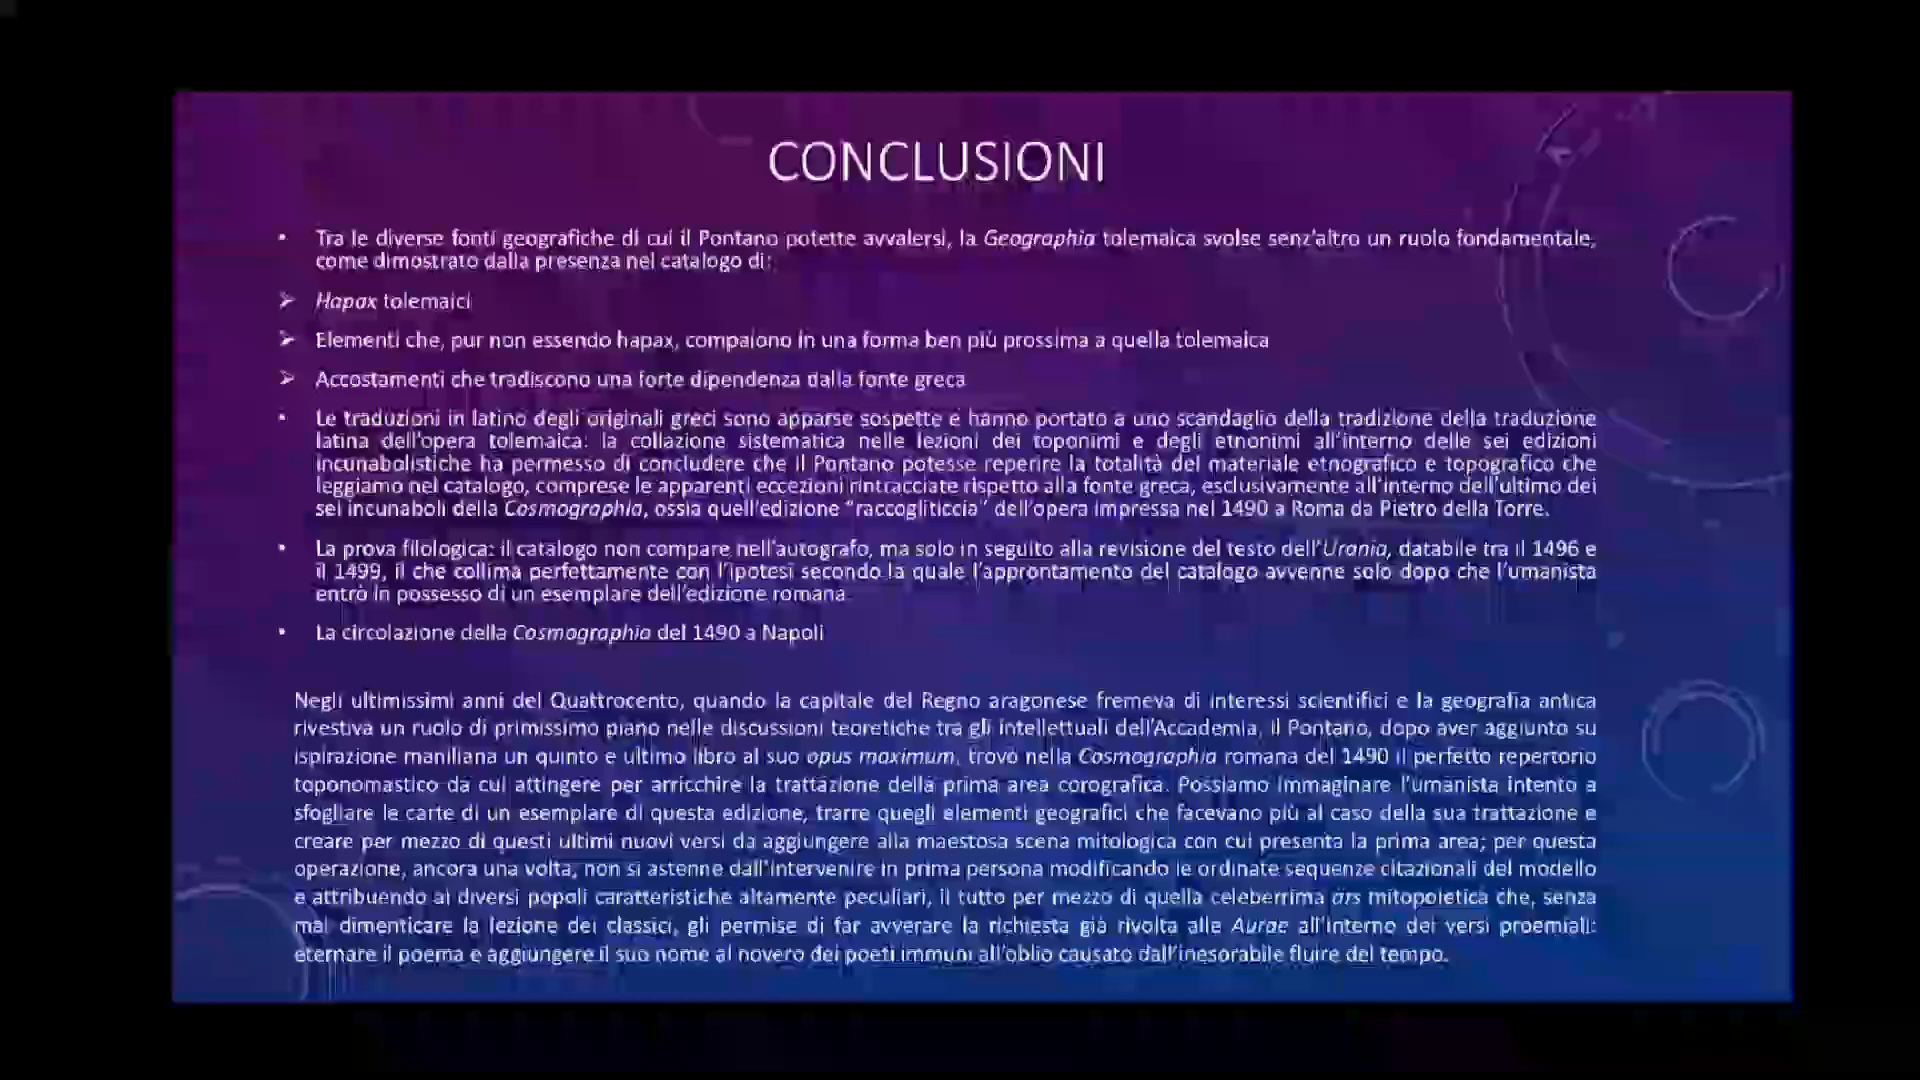 CONCLUSIONI
• Tra le diverse fonti geografiche di cui il Pontano potette avvalersi, la Geographia tolemaica svolse senz'altro un ruolo fondamentale,
come dimostrato dalla presenza nel catalogo di:
➢ Hapax tolemaici
➢ Elementi che, pur non essendo hapax, compaiono in una forma ben più prossima a quella tolemaica
➢ Accostamenti che tradiscono una forte dipendenza dalla fonte greca
• Le traduzioni in latino degli originali greci sono apparse sospette e hanno portato a uno scandaglio della tradizione della traduzione
latina dell'opera tolemaica: la collazione sistematica nelle lezioni dei toponimi e degli etnonimi all'interno delle sei edizioni
incunabolistiche ha permesso di concludere che il Pontano potesse reperire la totalità del materiale etnografico e topografico che
leggiamo nel catalogo, comprese le apparenti eccezioni rintracciate rispetto alla fonte greca, esclusivamente all'interno dell'ultimo dei
sei incunaboli della Cosmographia, ossia quell'edizione "raccogliticcia" dell'opera impressa nel 1490 a Roma da Pietro della Torre.
• La prova filologica: il catalogo non compare nell'autografo, ma solo in seguito alla revisione del testo dell'Urania, databile tra il 1496 e
il 1499, il che collima perfettamente con l'ipotesi secondo la quale l'approntamento del catalogo avvenne solo dopo che l'umanista
entrò in possesso di un esemplare dell'edizione romana.
• La circolazione della Cosmographia del 1490 a Napoli
Negli ultimissimi anni del Quattrocento, quando la capitale del Regno aragonese fremeva di interessi scientifici e la geografia antica
rivestiva un ruolo di primissimo piano nelle discussioni teoretiche tra gli intellettuali dell'Accademia, il Pontano, dopo aver aggiunto su
ispirazione maniliana un quinto e ultimo libro al suo opus maximum, trovò nella Cosmographia romana del 1490 il perfetto repertorio
toponomastico da cui attingere per arricchire la trattazione della prima area corografica. Possiamo immaginare l'umanista intento a
sfogliare le carte di un esemplare di questa edizione, trarre quegli elementi geografici che facevano più al caso della sua trattazione e
creare per mezzo di questi ultimi nuovi versi da aggiungere alla maestosa scena mitologica con cui presenta la prima area; per questa
operazione, ancora una volta, non si astenne dall'intervenire in prima persona modificando le ordinate sequenze citazionali del modello
e attribuendo ai diversi popoli caratteristiche altamente peculiari, il tutto per mezzo di quella celeberrima ars mitopoietica che, senza
mai dimenticare la lezione dei classici, gli permise di far avverare la richiesta già rivolta alle Aurae all'interno dei versi proemiali:
eternare il poema e aggiungere il suo nome al novero dei poeti immuni all'oblio causato dall'inesorabile fluire del tempo.